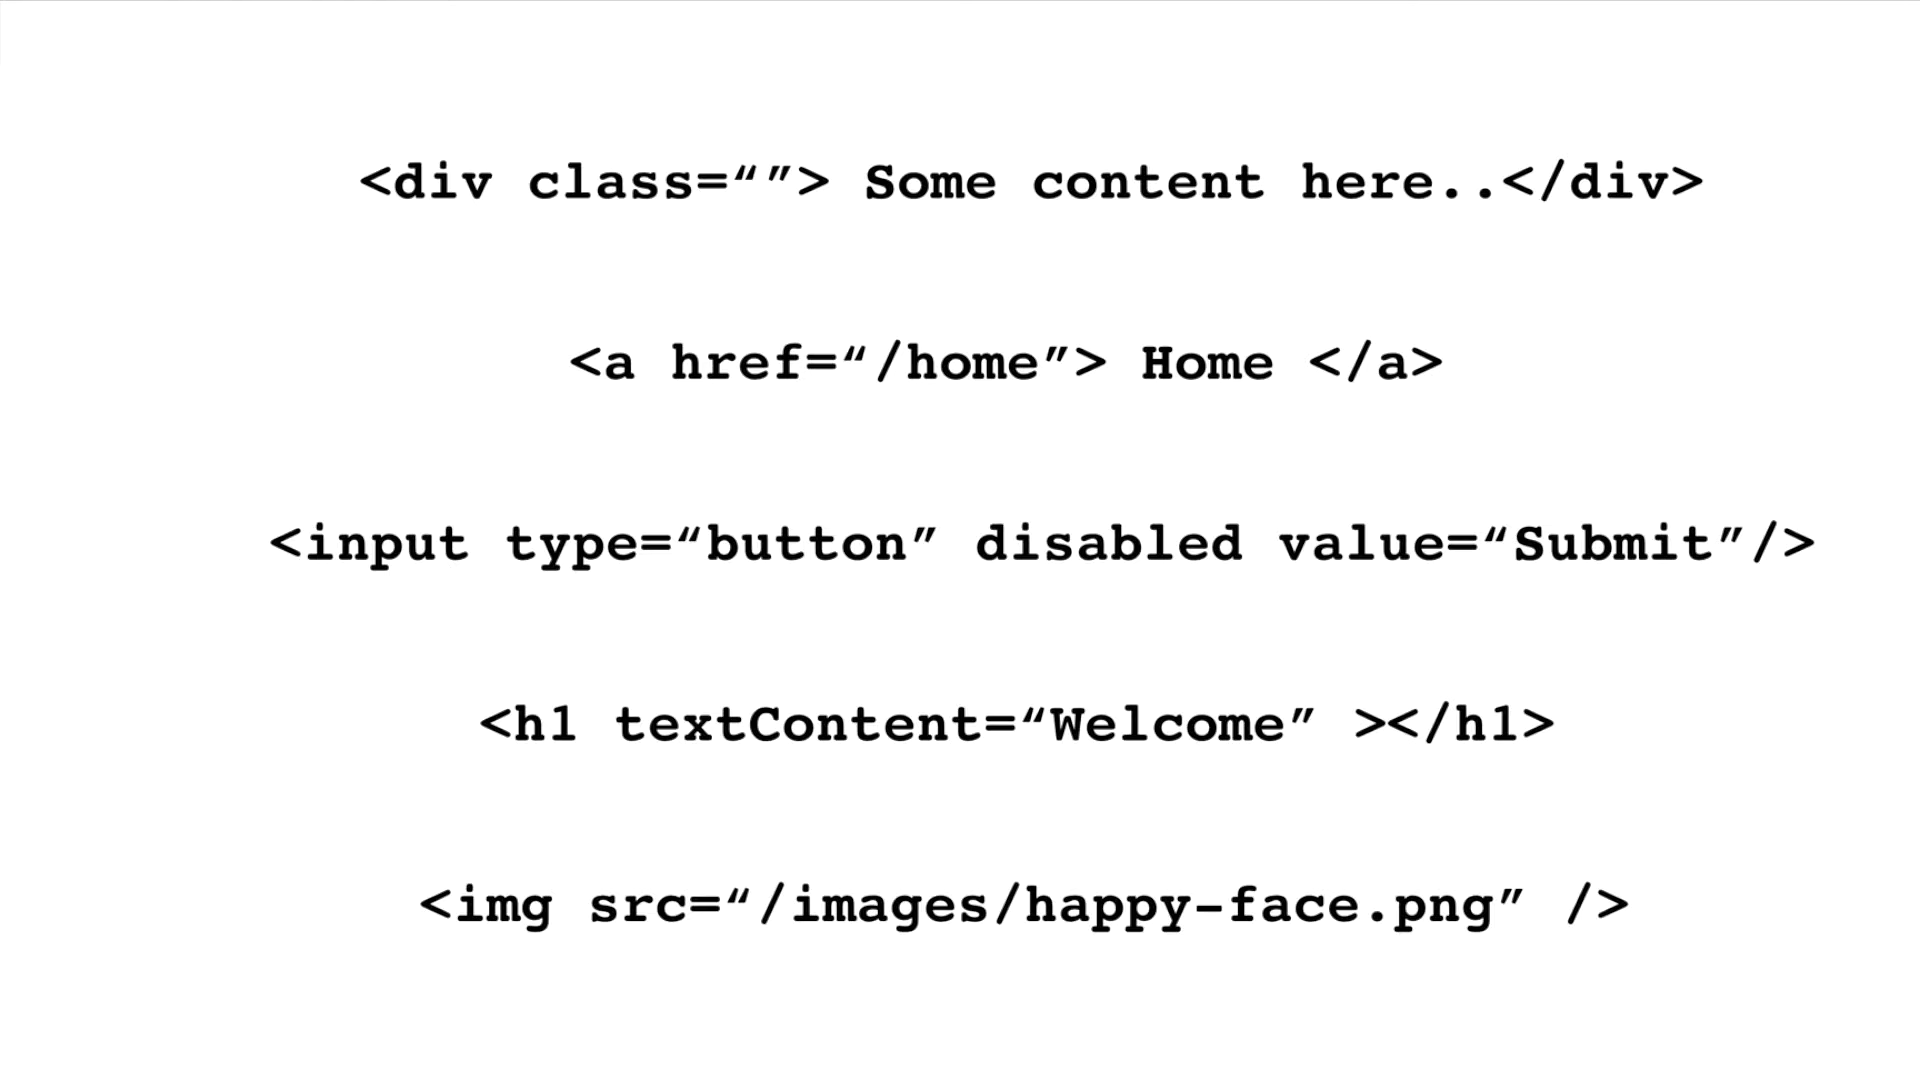 <div class=“”> Some content here..</div>
<a href=“/home”> Home </a>
<input type=“button” disabled value=“Submit”/>
<h1 textContent=“Welcome” ></h1>
<img src=“/images/happy-face.png” />